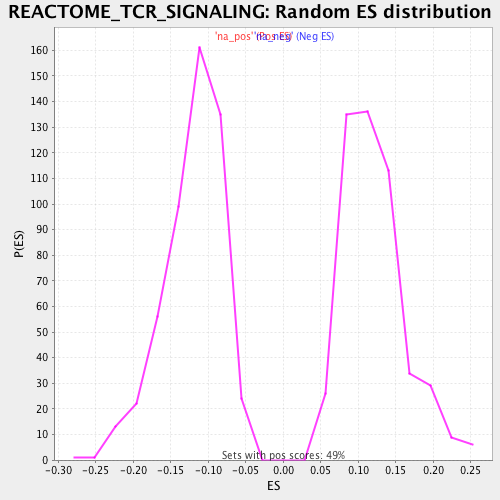 REACTOME_TCR_SIGNALING: Random ES distribution
'na_pos' (Pos ES) 'na_neg' (Neg ES)
160
150
140
130
120
110
100
90
80
70
60
50
40
30
20
10
0
P(ES)
Sets with pos scores: 49%
-0.30 -0.25 -0.20 -0.15 -0.10 -0.05 0.00 0.05 0.10 0.15 0.20 0.25
ES